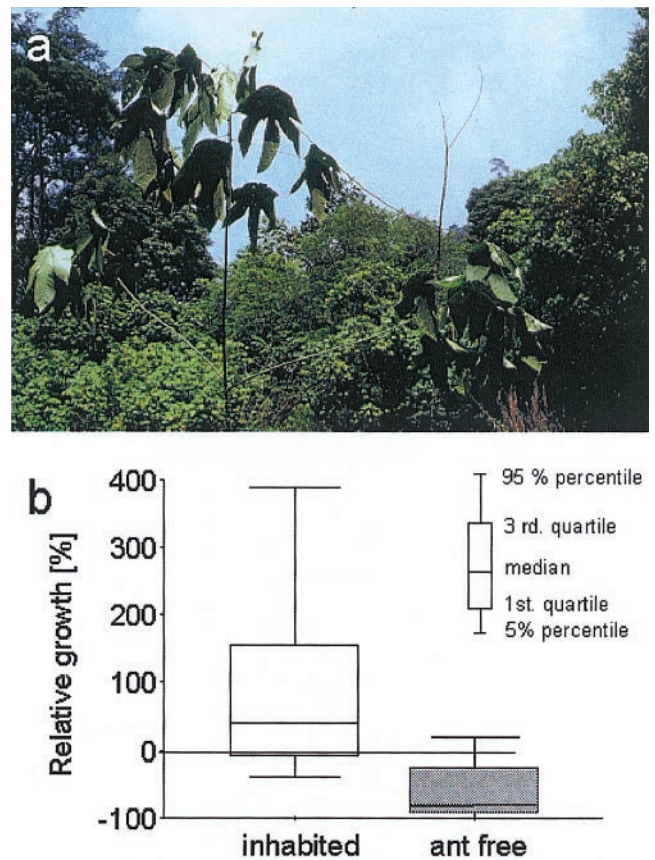 a
b
Relative growth [%]
400
300
200
100
0
-100
inhabited
ant free
95 % percentile
3 rd. quartile
median
1st. quartile
5% percentile